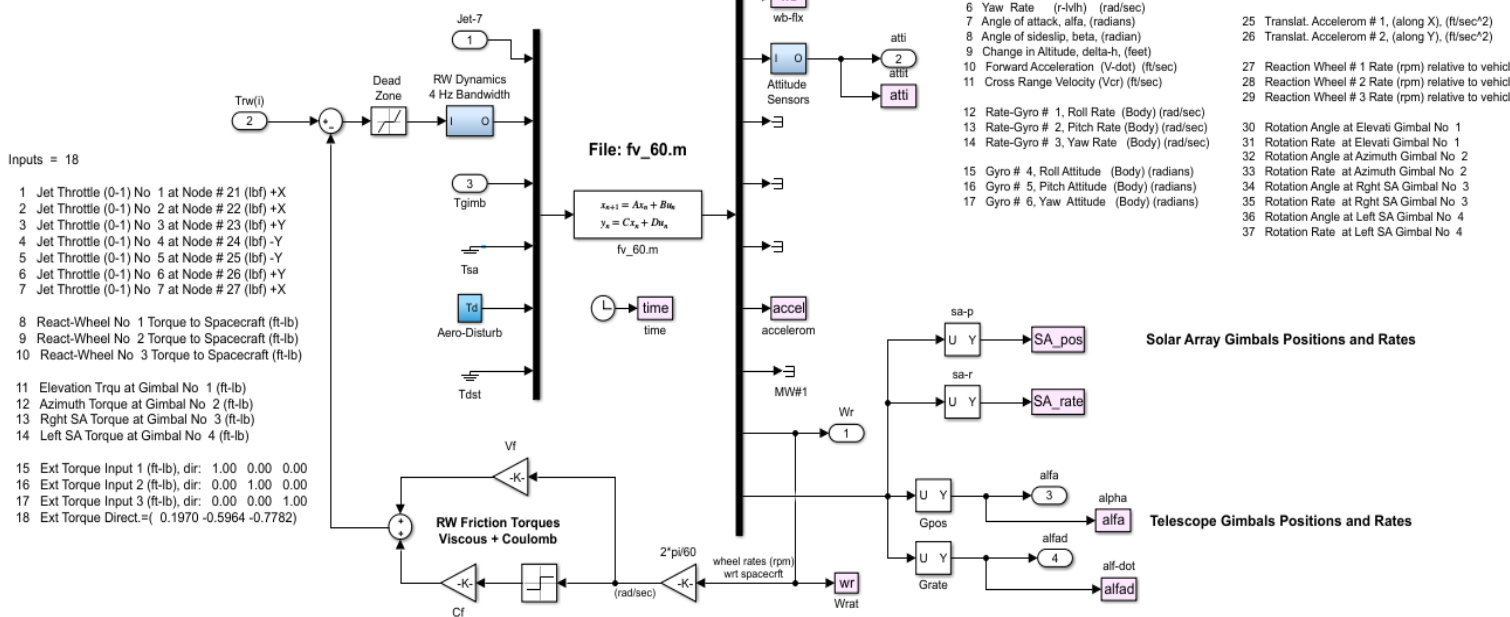 Jet-7
1
Trw(i)
2
Dead
Zone
RW Dynamics
4 Hz Bandwidth
I O
3
Tgimb
Tsa
Td
Aero-Disturb
Tdst
File: fv_60.m
xn+1 = Axn + Bun
yn = Cxn + Dun
fv_60.m
time
time
wb-flx
I O
Attitude
Sensors
atti
2
attit
atti
accel
accelerom
MW#1
Wr
1
Inputs = 18
1 Jet Throttle (0-1) No 1 at Node # 21 (lbf) +X
2 Jet Throttle (0-1) No 2 at Node # 22 (lbf) +X
3 Jet Throttle (0-1) No 3 at Node # 23 (lbf) +Y
4 Jet Throttle (0-1) No 4 at Node # 24 (lbf) -Y
5 Jet Throttle (0-1) No 5 at Node # 25 (lbf) -Y
6 Jet Throttle (0-1) No 6 at Node # 26 (lbf) +Y
7 Jet Throttle (0-1) No 7 at Node # 27 (lbf) +X
8 React-Wheel No 1 Torque to Spacecraft (ft-lb)
9 React-Wheel No 2 Torque to Spacecraft (ft-lb)
10 React-Wheel No 3 Torque to Spacecraft (ft-lb)
11 Elevation Trqu at Gimbal No 1 (ft-lb)
12 Azimuth Torque at Gimbal No 2 (ft-lb)
13 Rght SA Torque at Gimbal No 3 (ft-lb)
14 Left SA Torque at Gimbal No 4 (ft-lb)
15 Ext Torque Input 1 (ft-lb), dir: 1.00 0.00 0.00
16 Ext Torque Input 2 (ft-lb), dir: 0.00 1.00 0.00
17 Ext Torque Input 3 (ft-lb), dir: 0.00 0.00 1.00
18 Ext Torque Direct.=( 0.1970 -0.5964 -0.7782)
Vf
-K-
RW Friction Torques
Viscous + Coulomb
-K-
Cf
(rad/sec)
2*pi/60
-K-
wheel rates (rpm)
wrt spacecrft
wr
Wrat
6 Yaw Rate (r-lvlh) (rad/sec)
7 Angle of attack, alfa, (radians)
8 Angle of sideslip, beta, (radian)
9 Change in Altitude, delta-h, (feet)
10 Forward Acceleration (V-dot) (ft/sec)
11 Cross Range Velocity (Vcr) (ft/sec)
12 Rate-Gyro # 1, Roll Rate (Body) (rad/sec)
13 Rate-Gyro # 2, Pitch Rate (Body) (rad/sec)
14 Rate-Gyro # 3, Yaw Rate (Body) (rad/sec)
15 Gyro # 4, Roll Attitude (Body) (radians)
16 Gyro # 5, Pitch Attitude (Body) (radians)
17 Gyro # 6, Yaw Attitude (Body) (radians)
25 Translat. Accelerom # 1, (along X), (ft/sec^2)
26 Translat. Accelerom # 2, (along Y), (ft/sec^2)
27 Reaction Wheel # 1 Rate (rpm) relative to vehicl
28 Reaction Wheel # 2 Rate (rpm) relative to vehicl
29 Reaction Wheel # 3 Rate (rpm) relative to vehicl
30 Rotation Angle at Elevati Gimbal No 1
31 Rotation Rate at Elevati Gimbal No 1
32 Rotation Angle at Azimuth Gimbal No 2
33 Rotation Rate at Azimuth Gimbal No 2
34 Rotation Angle at Rght SA Gimbal No 3
35 Rotation Rate at Rght SA Gimbal No 3
36 Rotation Angle at Left SA Gimbal No 4
37 Rotation Rate at Left SA Gimbal No 4
sa-p
U Y
SA_pos
sa-r
U Y
SA_rate
Solar Array Gimbals Positions and Rates
U Y
Gpos
alfa
3
alpha
alfa
Telescope Gimbals Positions and Rates
U Y
Grate
alfad
4
alf-dot
alfad